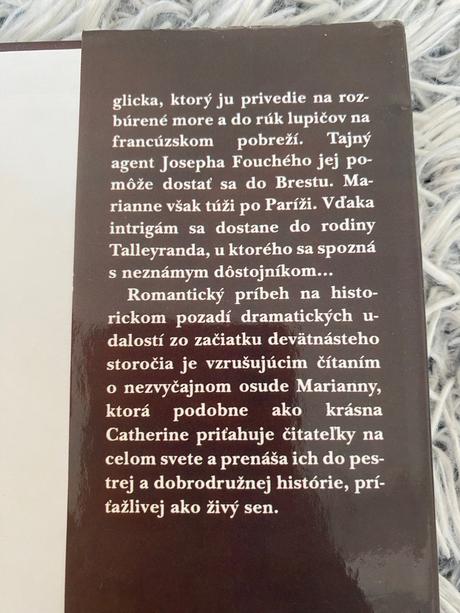 glicka, ktorý ju privedie na roz-
búrené more a do rúk lupičov na
francúzskom pobreží. Tajný
agent Josepha Fouchého jej po-
môže dostať sa do Brestu. Ma-
rianne však túži po Paríži. Vďaka
intrigám sa dostane do rodiny
Talleyranda, u ktorého sa spozná
s neznámym dôstojníkom...
Romantický príbeh na histo-
rickom pozadí dramatických u-
dalostí zo začiatku devätnásteho
storočia je vzrušujúcim čítaním
o nezvyčajnom osude Marianny,
ktorá podobne ako krásna
Catherine priťahuje čitateľky na
celom svete a prenáša ich do pes-
trej a dobrodružnej histórie, prí-
ťažlivej ako živý sen.